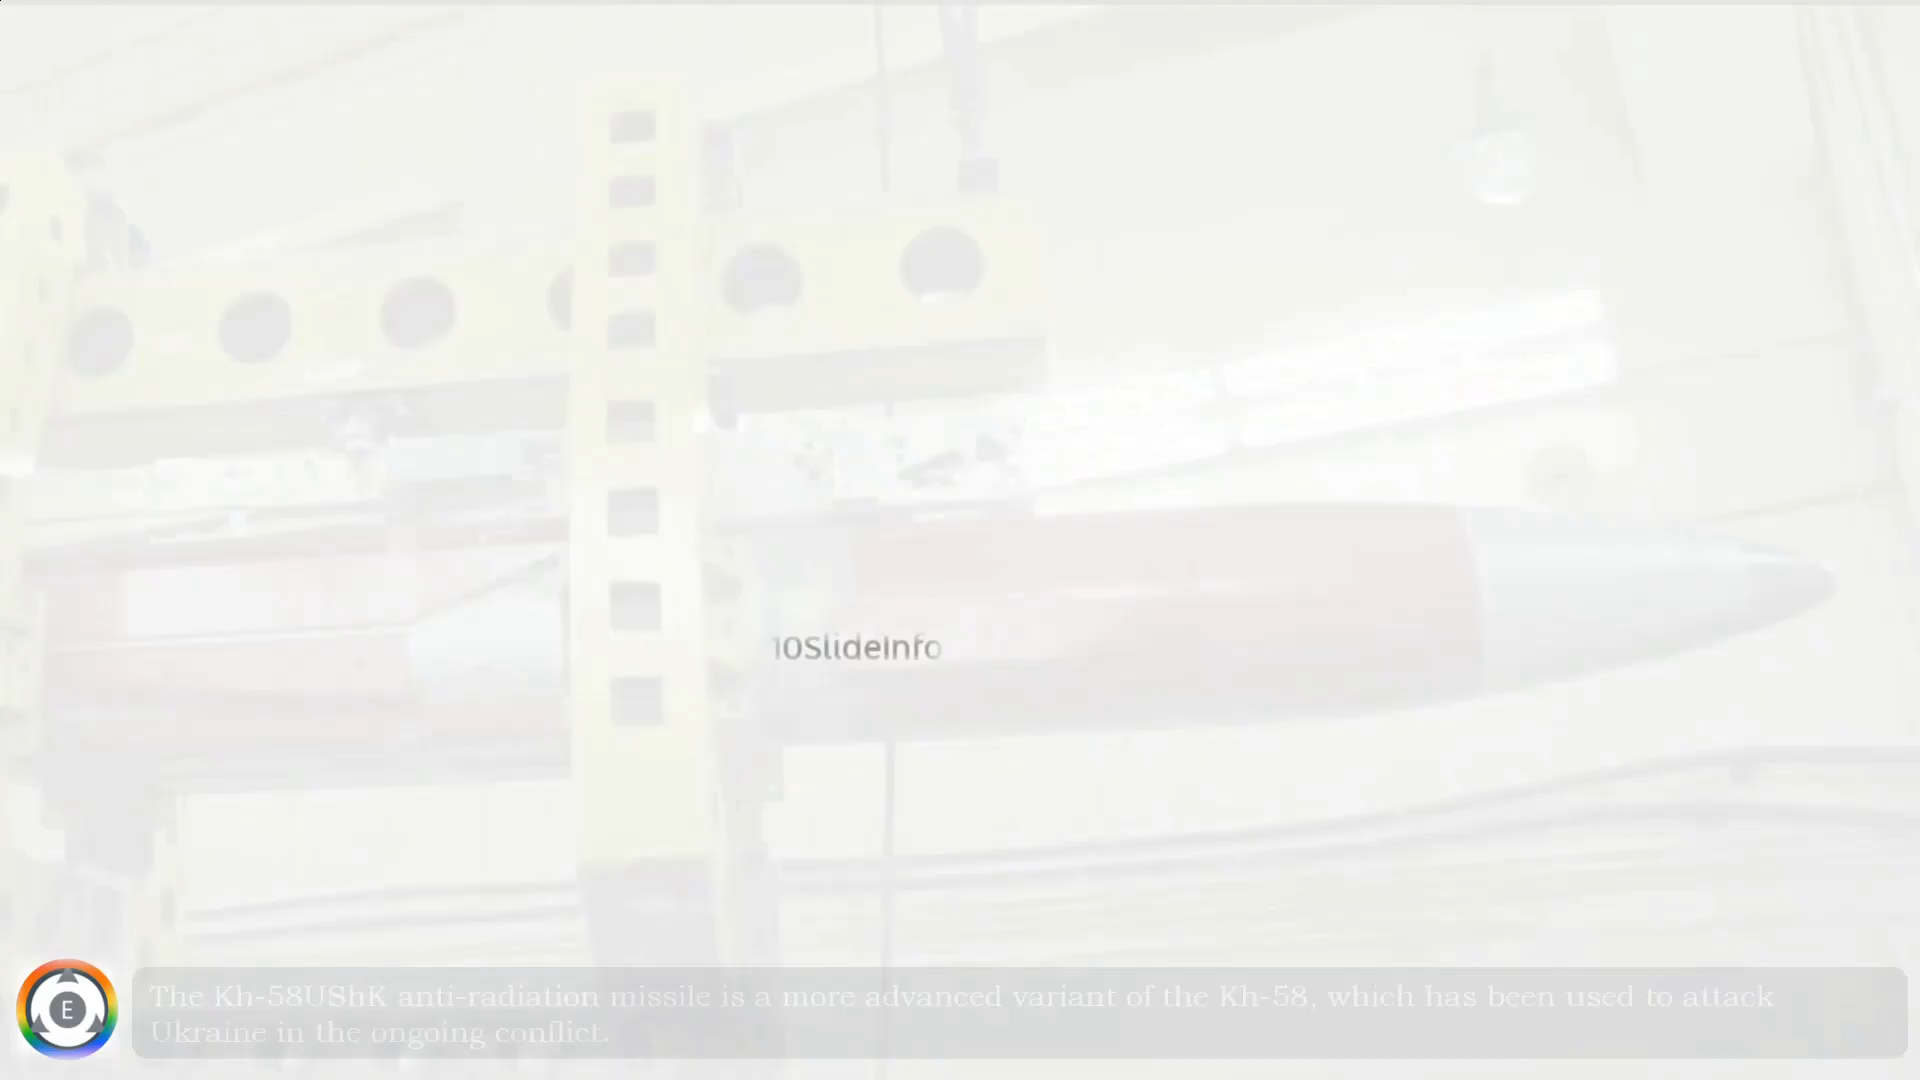 10SlideInfo
E
The Kh-58UShK anti-radiation missile is a more advanced variant of the Kh-58, which has been used to attack
Ukraine in the ongoing conflict.